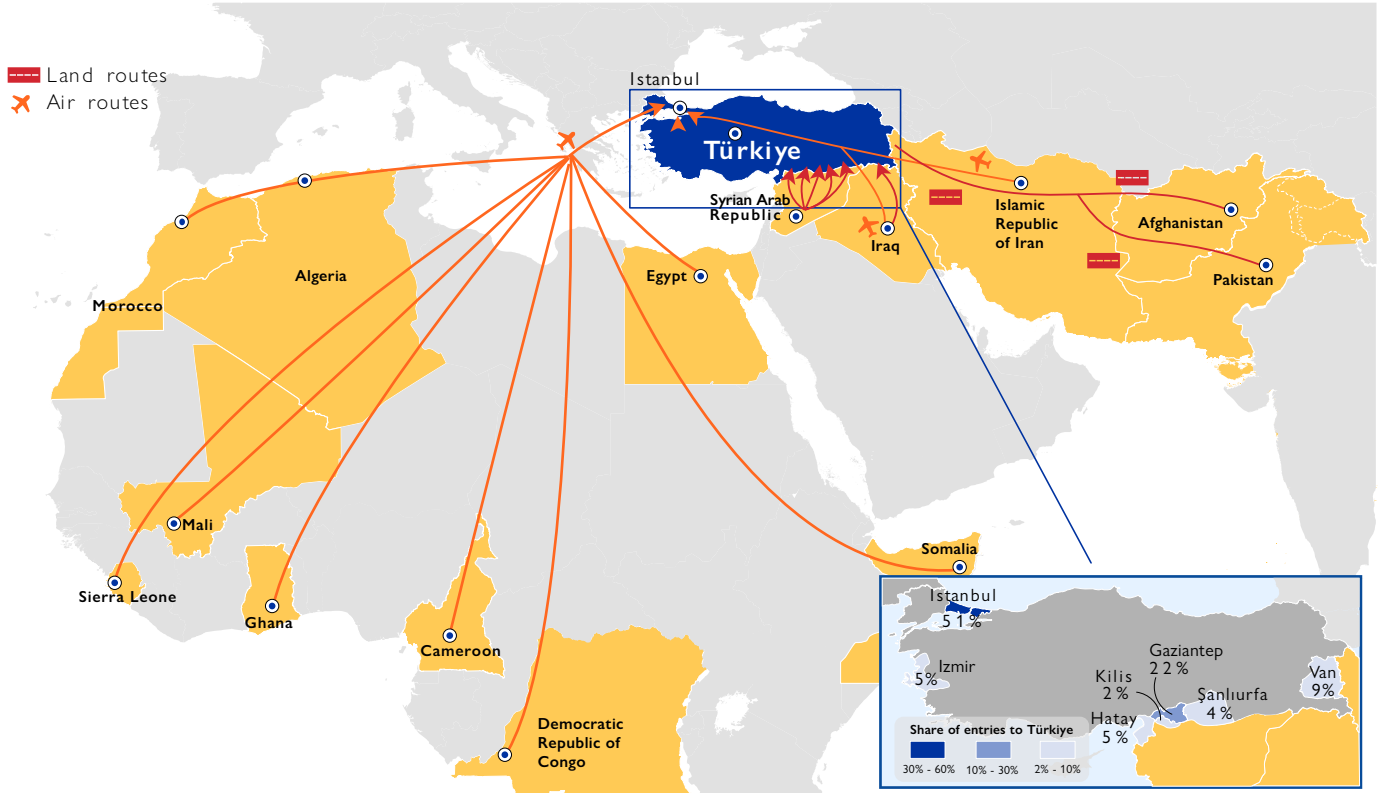 Land routes
Air routes
Istanbul
Türkiye
Syrian Arab
Republic
Iraq
Islamic
Republic
of Iran
Afghanistan
Pakistan
Algeria
Morocco
Egypt
Mali
Sierra Leone
Ghana
Cameroon
Somalia
Democratic
Republic of
Congo
Istanbul
51%
Izmir
5%
Gaziantep
22%
Kilis
2%
Şanlıurfa
4%
Van
9%
Hatay
5%
Share of entries to Türkiye
30% - 60%
10% - 30%
2% - 10%